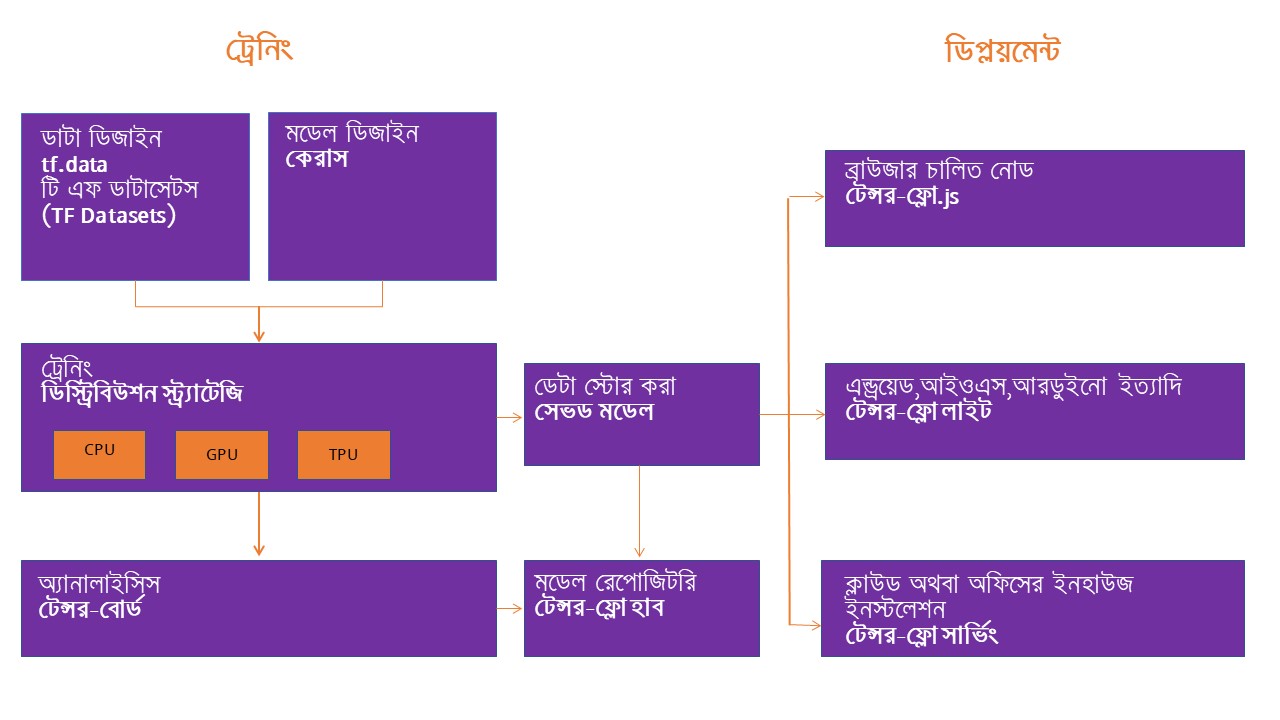 ট্রেনিং
ডিপ্লয়মেন্ট
ডাটা ডিজাইন
tf.data
টি এফ ডাটাসেটস
(TF Datasets)
মডেল ডিজাইন
কেরাস
ট্রেনিং
ডিস্ট্রিবিউশন স্ট্র্যাটেজি
CPU
GPU
TPU
অ্যানালাইসিস
টেন্সর-বোর্ড
ডেটা স্টোর করা
সেভড মডেল
মডেল রেপোজিটরি
টেন্সর-ফ্লো হাব
ব্রাউজার চালিত নোড
টেন্সর-ফ্লো.js
এন্ড্রয়েড,আইওএস,আরডুইনো ইত্যাদি
টেন্সর-ফ্লো লাইট
ক্লাউড অথবা অফিসের ইনহাউজ
ইনস্টলেশন
টেন্সর-ফ্লো সার্ভিং